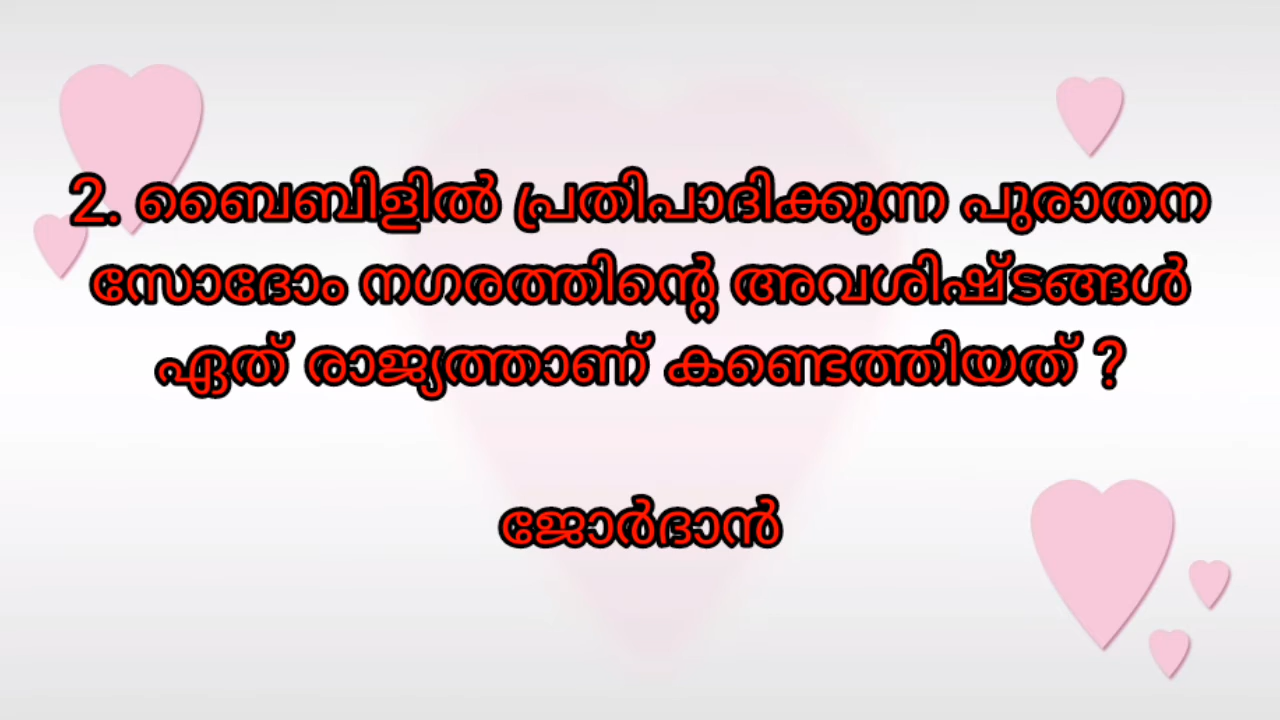 2. ബൈബിളിൽ പ്രതിപാദിക്കുന്ന പുരാതന
സോദോം നഗരത്തിന്റെ അവശിഷ്ടങ്ങൾ
ഏത് രാജ്യത്താണ് കണ്ടെത്തിയത് ?
ജോർദാൻ